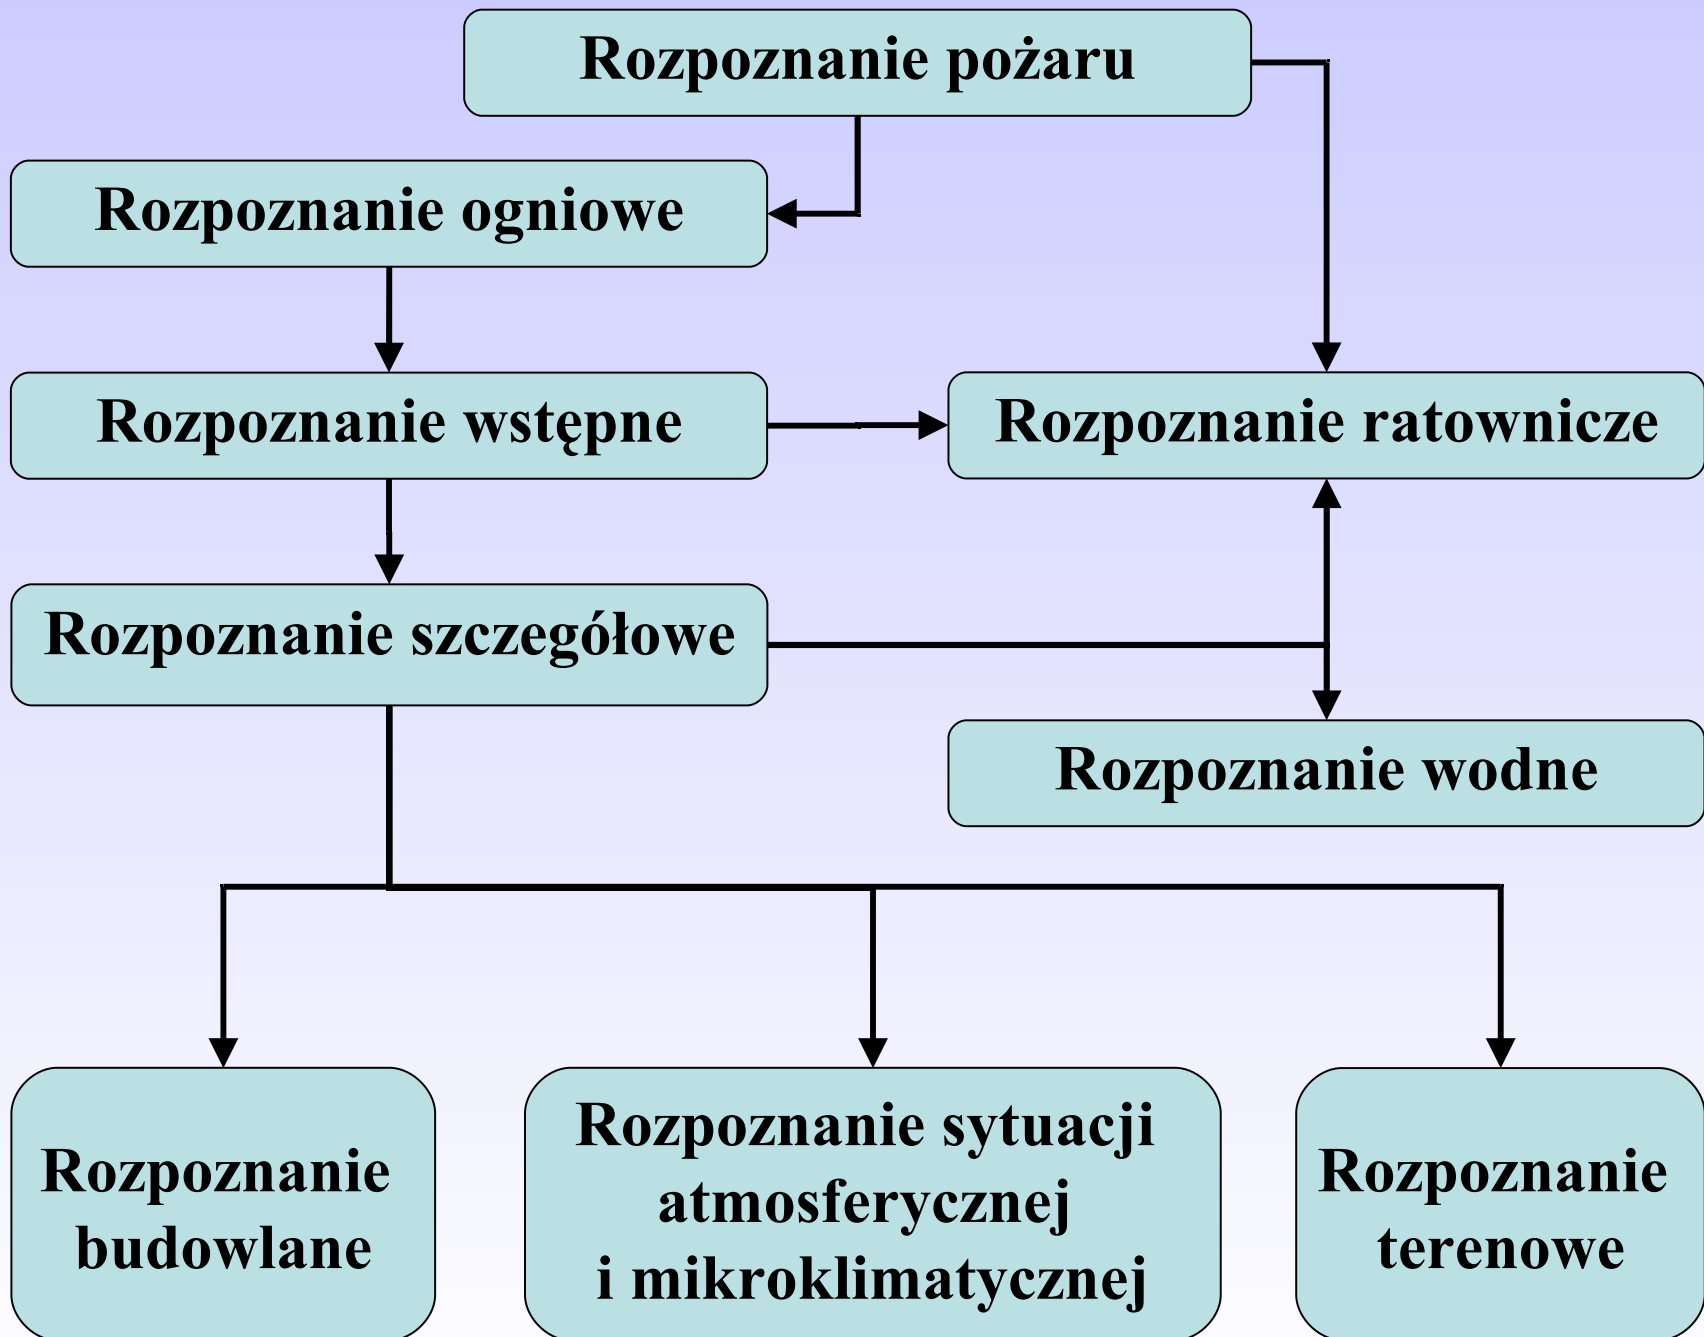 Rozpoznanie pożaru
Rozpoznanie ogniowe
Rozpoznanie wstępne
Rozpoznanie ratownicze
Rozpoznanie szczegółowe
Rozpoznanie wodne
Rozpoznanie
budowlane
Rozpoznanie sytuacji
atmosferycznej
i mikroklimatycznej
Rozpoznanie
terenowe